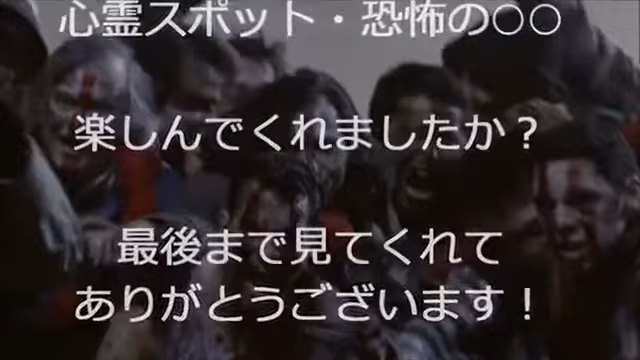 心霊スポット・恐怖の○○
楽しんでくれましたか？
最後まで見てくれて
ありがとうございます！